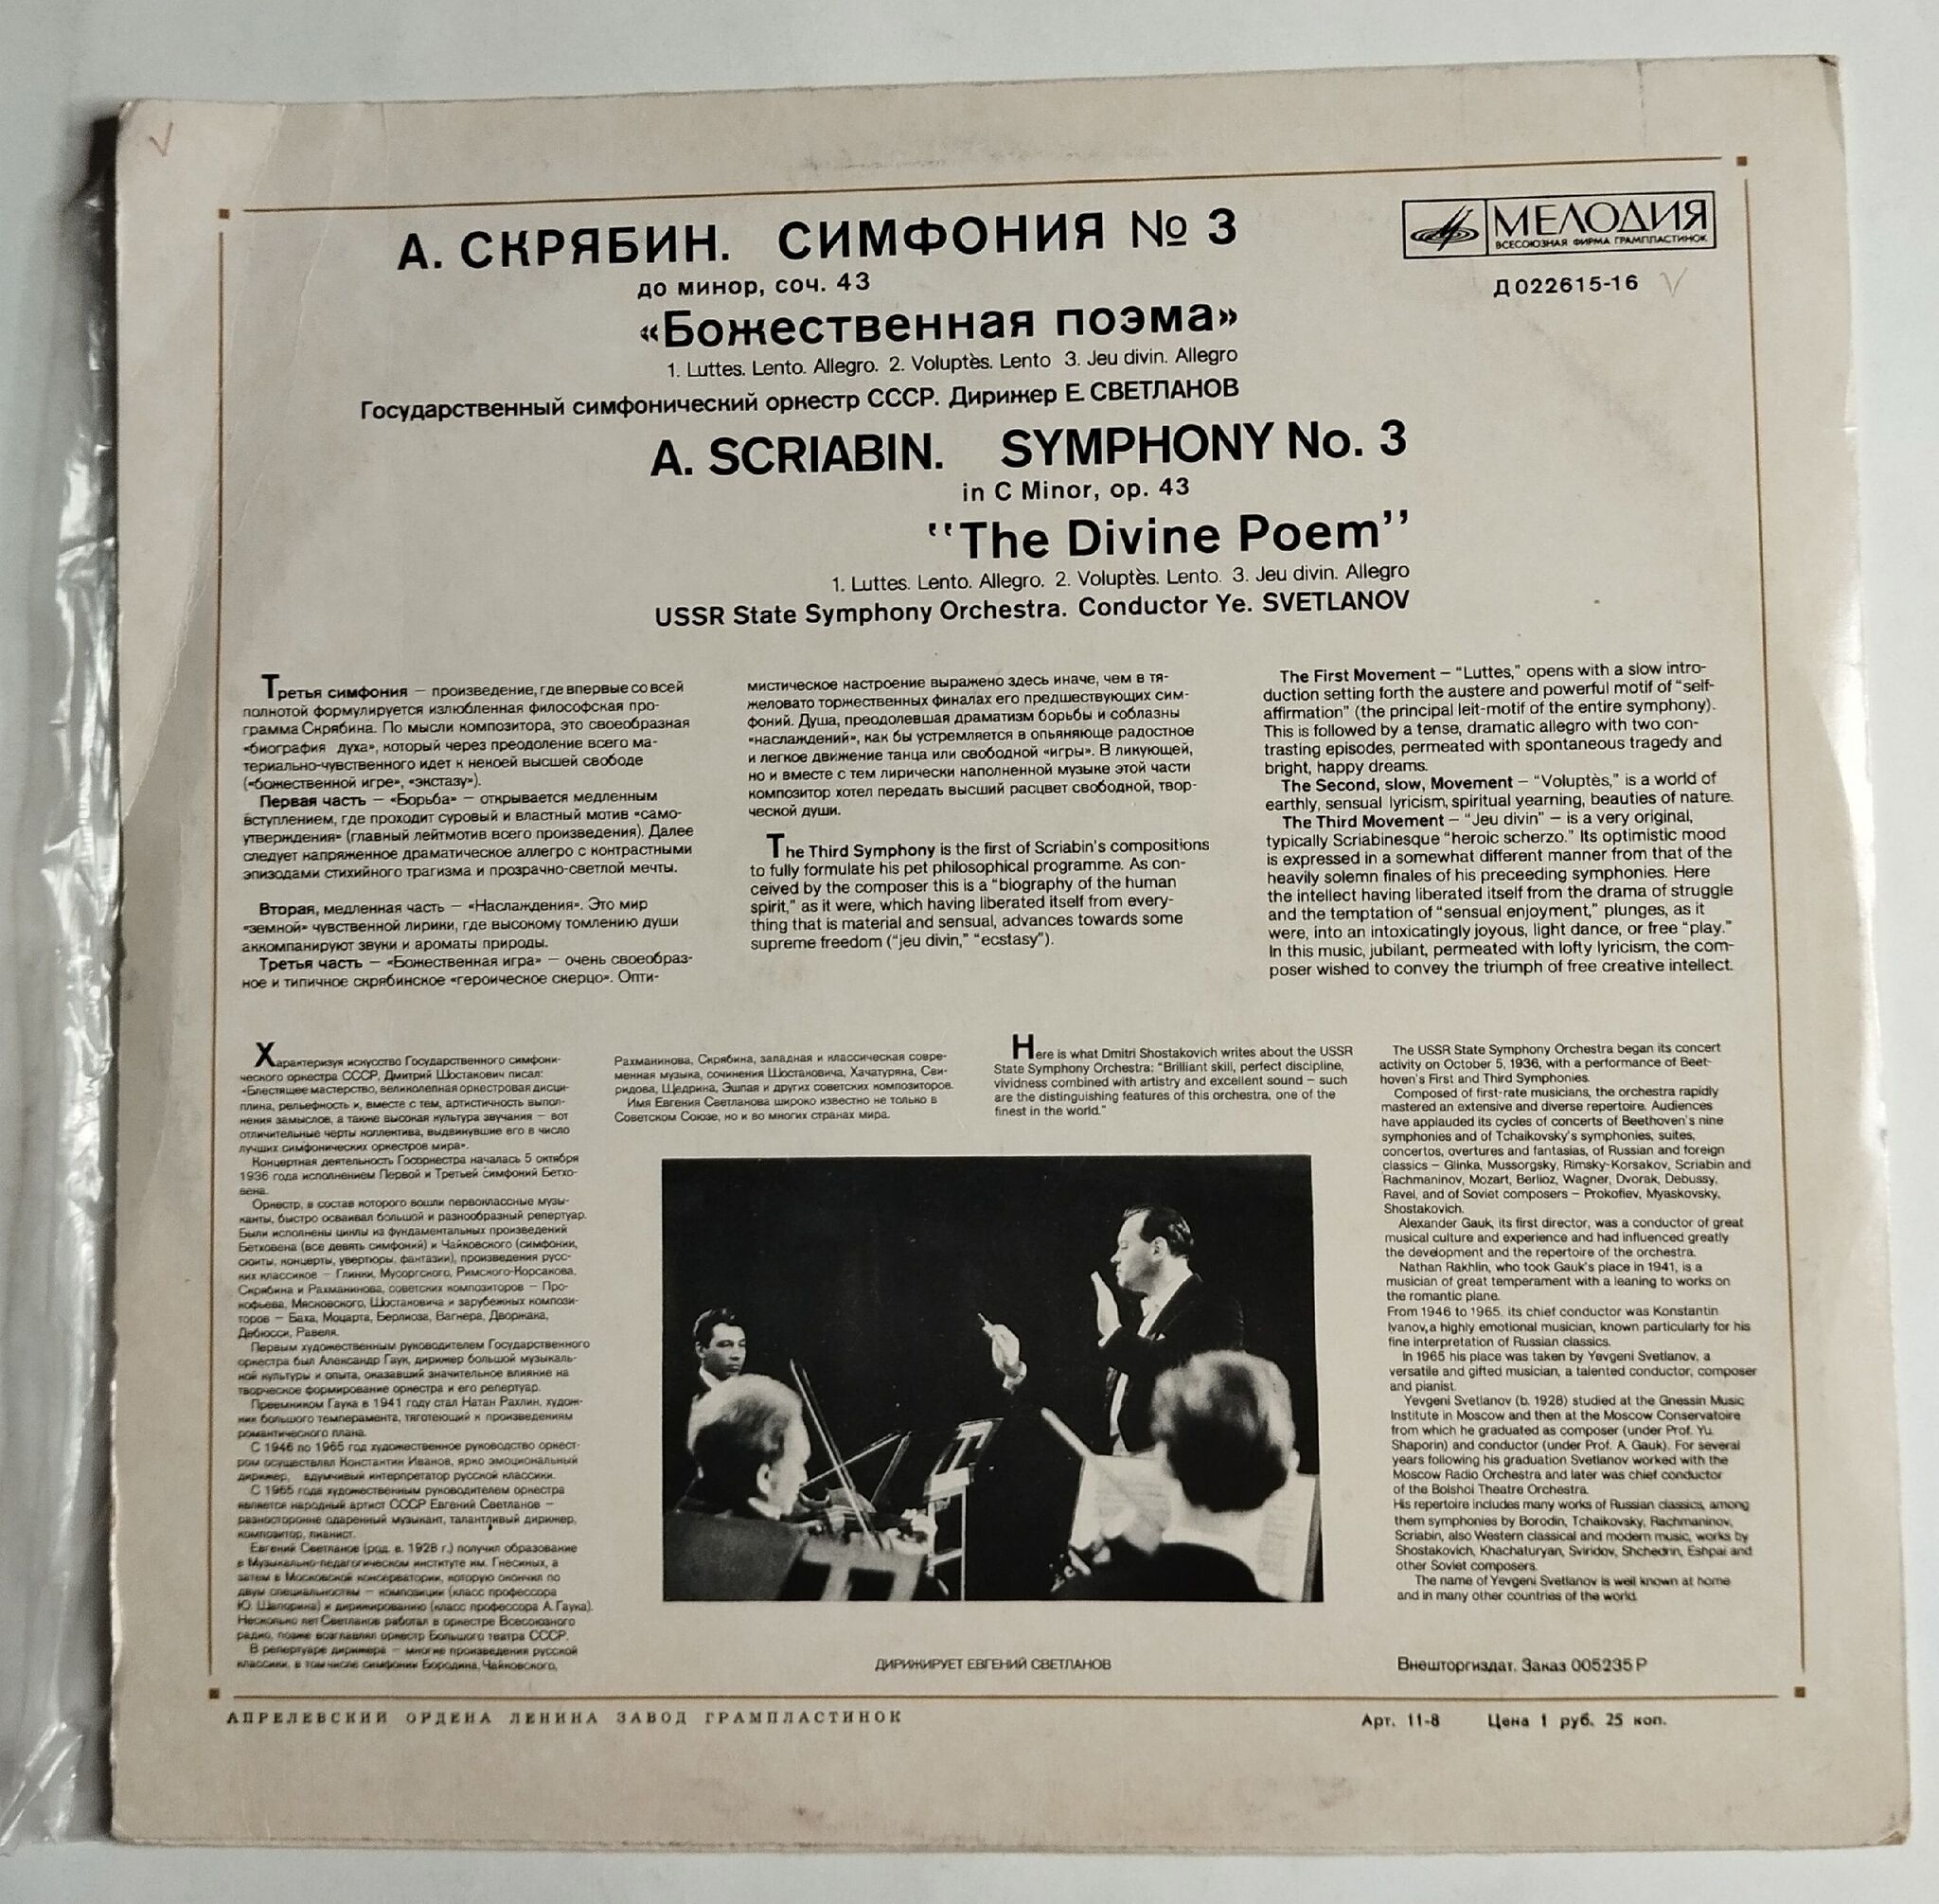 А. СКРЯБИН. СИМФОНИЯ № 3
до минор, соч. 43
«Божественная поэма»
1. Luttes. Lento. Allegro. 2. Voluptès. Lento 3. Jeu divin. Allegro
Государственный симфонический оркестр СССР. Дирижер Е. СВЕТЛАНОВ
МЕЛОДИЯ
ВСЕСОЮЗНАЯ ФИРМА ГРАМПЛАСТИНОК
Д 022615-16
A. SCRIABIN. SYMPHONY No. 3
in C Minor, op. 43
"The Divine Poem"
1. Luttes. Lento. Allegro. 2. Voluptès. Lento. 3. Jeu divin. Allegro
USSR State Symphony Orchestra. Conductor Ye. SVETLANOV
Третья симфония — произведение, где впервые со всей
полнотой формулируется излюбленная философская про-
грамма Скрябина. По мысли композитора, это своеобразная
«биография духа», который через преодоление всего ма-
териально-чувственного идет к некоей высшей свободе
(«божественной игре», «экстазу»).
Первая часть — «Борьба» — открывается медленным
вступлением, где проходит суровый и властный мотив «само-
утверждения» (главный лейтмотив всего произведения). Далее
следует напряженное драматическое аллегро с контрастными
эпизодами стихийного трагизма и прозрачно-светлой мечты.
Вторая, медленная часть — «Наслаждения». Это мир
«земной» чувственной лирики, где высокому томлению души
аккомпанируют звуки и ароматы природы.
Третья часть — «Божественная игра» — очень своеобраз-
ное и типичное скрябинское «героическое скерцо». Опти-
мистическое настроение выражено здесь иначе, чем в тя-
желовато торжественных финалах его предшествующих сим-
фоний. Душа, преодолевшая драматизм борьбы и соблазны
«наслаждений», как бы устремляется в опьяняюще радостное
и легкое движение танца или свободной «игры». В ликующей,
но и вместе с тем лирически наполненной музыке этой части
композитор хотел передать высший расцвет свободной, твор-
ческой души.
The Third Symphony is the first of Scriabin's compositions
to fully formulate his pet philosophical programme. As con-
ceived by the composer this is a "biography of the human
spirit," as it were, which having liberated itself from every-
thing that is material and sensual, advances towards some
supreme freedom ("jeu divin," "ecstasy").
The First Movement — "Luttes," opens with a slow intro-
duction setting forth the austere and powerful motif of "self-
affirmation" (the principal leit-motif of the entire symphony).
This is followed by a tense, dramatic allegro with two con-
trasting episodes, permeated with spontaneous tragedy and
bright, happy dreams.
The Second, slow, Movement — "Voluptès," is a world of
earthly, sensual lyricism, spiritual yearning, beauties of nature.
The Third Movement — "Jeu divin" — is a very original,
typically Scriabinesque "heroic scherzo." Its optimistic mood
is expressed in a somewhat different manner from that of the
heavily solemn finales of his preceeding symphonies. Here
the intellect having liberated itself from the drama of struggle
and the temptation of "sensual enjoyment," plunges, as it
were, into an intoxicatingly joyous, light dance, or free "play."
In this music, jubilant, permeated with lofty lyricism, the com-
poser wished to convey the triumph of free creative intellect.
Характеризуя искусство Государственного симфони-
ческого оркестра СССР, Дмитрий Шостакович писал:
«Блестящее мастерство, великолепная оркестровая дисци-
плина, рельефность и, вместе с тем, артистичность выпол-
нения замыслов, а также высокая культура звучания — вот
отличительные черты коллектива, выдвинувшие его в число
лучших симфонических оркестров мира».
Концертная деятельность Госоркестра началась 5 октября
1936 года исполнением Первой и Третьей симфоний Бетхо-
вена.
Оркестр, в состав которого вошли первоклассные музы-
канты, быстро осваивал большой и разнообразный репертуар.
Были исполнены циклы из фундаментальных произведений
Бетховена (все девять симфоний) и Чайковского (симфонии,
сюиты, концерты, увертюры, фантазии), произведения русс-
ких классиков — Глинки, Мусоргского, Римского-Корсакова,
Скрябина и Рахманинова, советских композиторов — Про-
кофьева, Мясковского, Шостаковича и зарубежных компози-
торов — Баха, Моцарта, Берлиоза, Вагнера, Дворжака,
Дебюсси, Равеля.
Первым художественным руководителем Государственного
оркестра был Александр Гаук, дирижер большой музыкаль-
ной культуры и опыта, оказавший значительное влияние на
творческое формирование оркестра и его репертуар.
Преемником Гаука в 1941 году стал Натан Рахлин, худож-
ник большого темперамента, тяготеющий к произведениям
романтического плана.
С 1946 по 1965 год художественное руководство оркест-
ром осуществлял Константин Иванов, ярко эмоциональный
дирижер, вдумчивый интерпретатор русской классики.
С 1965 года художественным руководителем оркестра
является народный артист СССР Евгений Светланов —
разносторонне одаренный музыкант, талантливый дирижер,
композитор, пианист.
Евгений Светланов (род. в. 1928 г.) получил образование
в Музыкально-педагогическом институте им. Гнесиных, а
затем в Московской консерватории, которую окончил по
двум специальностям — композиции (класс профессора
Ю. Шапорина) и дирижированию (класс профессора А. Гаука).
Несколько лет Светланов работал в оркестре Всесоюзного
радио, позже возглавлял оркестр Большого театра СССР.
В репертуаре дирижера — многие произведения русской
классики, в том числе симфонии Бородина, Чайковского,
Рахманинова, Скрябина, западная и классическая совре-
менная музыка, сочинения Шостаковича, Хачатуряна, Сви-
ридова, Щедрина, Эшпая и других советских композиторов.
Имя Евгения Светланова широко известно не только в
Советском Союзе, но и во многих странах мира.
Here is what Dmitri Shostakovich writes about the USSR
State Symphony Orchestra: "Brilliant skill, perfect discipline,
vividness combined with artistry and excellent sound — such
are the distinguishing features of this orchestra, one of the
finest in the world."
The USSR State Symphony Orchestra began its concert
activity on October 5, 1936, with a performance of Beet-
hoven's First and Third Symphonies.
Composed of first-rate musicians, the orchestra rapidly
mastered an extensive and diverse repertoire. Audiences
have applauded its cycles of concerts of Beethoven's nine
symphonies and of Tchaikovsky's symphonies, suites,
concertos, overtures and fantasias, of Russian and foreign
classics — Glinka, Mussorgsky, Rimsky-Korsakov, Scriabin and
Rachmaninov, Mozart, Berlioz, Wagner, Dvorak, Debussy,
Ravel, and of Soviet composers — Prokofiev, Myaskovsky,
Shostakovich.
Alexander Gauk, its first director, was a conductor of great
musical culture and experience and had influenced greatly
the development and the repertoire of the orchestra.
Nathan Rakhlin, who took Gauk's place in 1941, is a
musician of great temperament with a leaning to works on
the romantic plane.
From 1946 to 1965. its chief conductor was Konstantin
Ivanov, a highly emotional musician, known particularly for his
fine interpretation of Russian classics.
In 1965 his place was taken by Yevgeni Svetlanov, a
versatile and gifted musician, a talented conductor, composer
and pianist.
Yevgeni Svetlanov (b. 1928) studied at the Gnessin Music
Institute in Moscow and then at the Moscow Conservatoire
from which he graduated as composer (under Prof. Yu.
Shaporin) and conductor (under Prof. A. Gauk). For several
years following his graduation Svetlanov worked with the
Moscow Radio Orchestra and later was chief conductor
of the Bolshoi Theatre Orchestra.
His repertoire includes many works of Russian classics, among
them symphonies by Borodin, Tchaikovsky, Rachmaninov,
Scriabin, also Western classical and modern music, works by
Shostakovich, Khachaturyan, Sviridov, Shchedrin, Eshpai and
other Soviet composers.
The name of Yevgeni Svetlanov is well known at home
and in many other countries of the world.
ДИРИЖИРУЕТ ЕВГЕНИЙ СВЕТЛАНОВ
Внешторгиздат. Заказ 005235 Р
АПРЕЛЕВСКИЙ ОРДЕНА ЛЕНИНА ЗАВОД ГРАМПЛАСТИНОК
Арт. 11-8 Цена 1 руб. 25 коп.